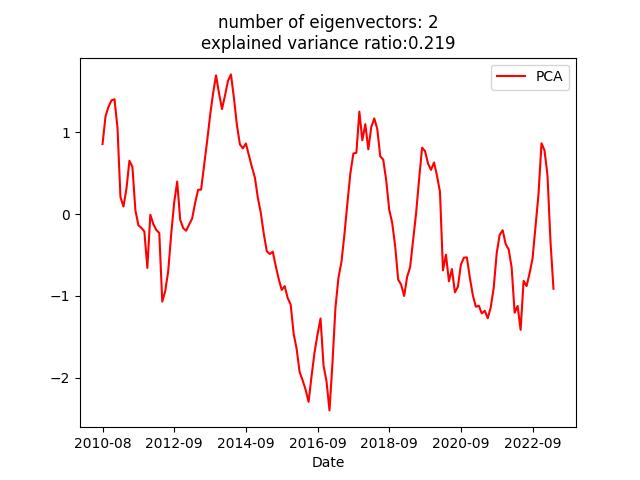 number of eigenvectors: 2
explained variance ratio:0.219
PCA
1
0
−1
−2
2010-08 2012-09 2014-09 2016-09 2018-09 2020-09 2022-09
Date